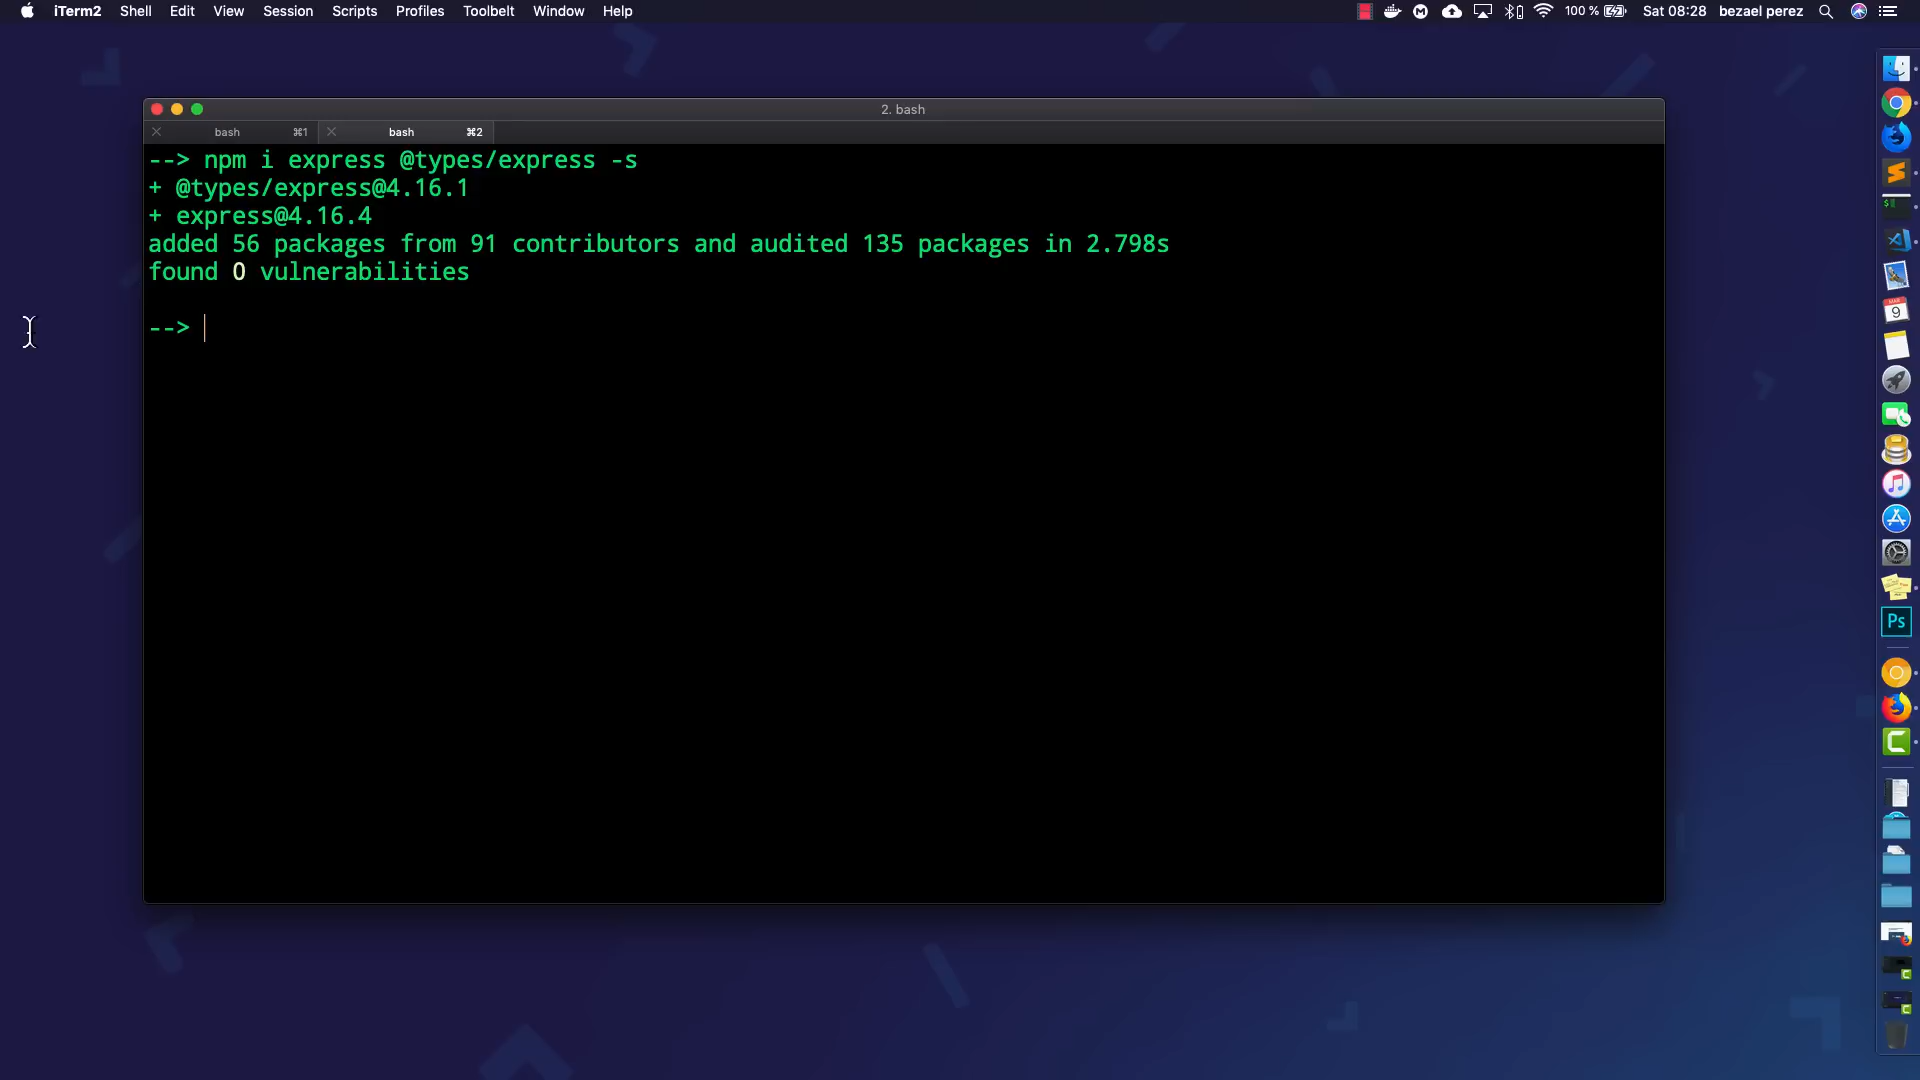 iTerm2 Shell Edit View Session Scripts Profiles Toolbelt Window Help 100 % Sat 08:28 bezael perez
2. bash
bash ⌘1 bash ⌘2
--> npm i express @types/express -s
+ @types/express@4.16.1
+ express@4.16.4
added 56 packages from 91 contributors and audited 135 packages in 2.798s
found 0 vulnerabilities
-->
9
Ps